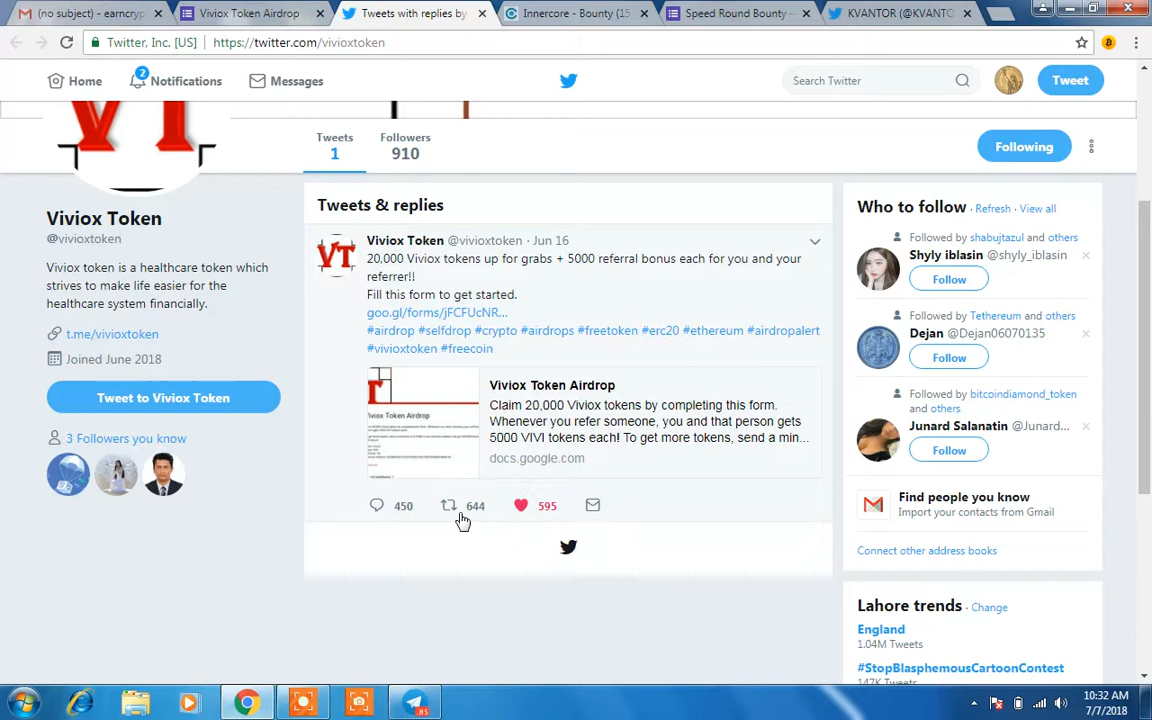 (no subject) - earncryp
Viviox Token Airdrop
Tweets with replies by
Innercore - Bounty (15
Speed Round Bounty -
KVANTOR (@KVANTO
Twitter, Inc. [US]
https://twitter.com/vivioxtoken
2
Home
Notifications
Messages
Search Twitter
Tweet
VT
Tweets
1
Followers
910
Following
Viviox Token
@vivioxtoken
Viviox token is a healthcare token which
strives to make life easier for the
healthcare system financially.
t.me/vivioxtoken
Joined June 2018
Tweet to Viviox Token
3 Followers you know
Tweets & replies
VT
Viviox Token @vivioxtoken · Jun 16
20,000 Viviox tokens up for grabs + 5000 referral bonus each for you and your
referrer!!
Fill this form to get started.
goo.gl/forms/jFCFUcNR...
#airdrop #selfdrop #crypto #airdrops #freetoken #erc20 #ethereum #airdropalert
#vivioxtoken #freecoin
Viviox Token Airdrop
Claim 20,000 Viviox tokens by completing this form.
Whenever you refer someone, you and that person gets
5000 VIVI tokens each! To get more tokens, send a min...
docs.google.com
450
644
595
Who to follow · Refresh · View all
Followed by shabujtazul and others
Shyly iblasin @shyly_iblasin
Follow
Followed by Tethereum and others
Dejan @Dejan06070135
Follow
Followed by bitcoindiamond_token
and others
Junard Salanatin @Junard...
Follow
Find people you know
Import your contacts from Gmail
Connect other address books
Lahore trends · Change
England
1.04M Tweets
#StopBlasphemousCartoonContest
147K Tweets
85
10:32 AM
7/7/2018